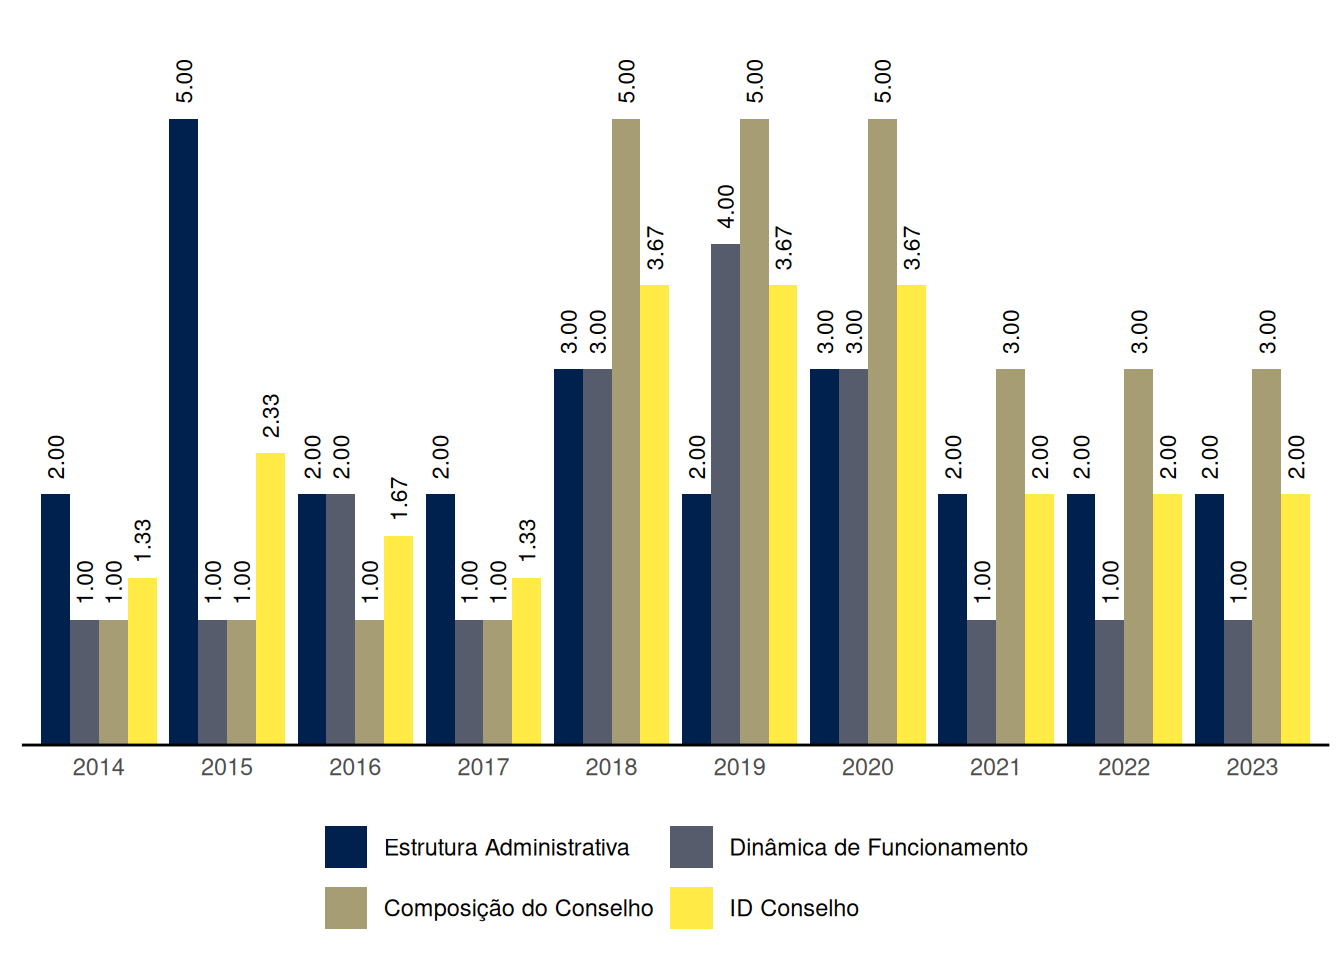 2.00 1.00 1.00 1.33 5.00 1.00 1.00 2.33 2.00 2.00 1.00 1.67 2.00 1.00 1.00 1.33 3.00 3.00 5.00 3.67 2.00 4.00 5.00 3.67 3.00 3.00 5.00 3.67 2.00 1.00 3.00 2.00 2.00 1.00 3.00 2.00 2.00 1.00 3.00 2.00
2014 2015 2016 2017 2018 2019 2020 2021 2022 2023
Estrutura Administrativa Dinâmica de Funcionamento
Composição do Conselho ID Conselho